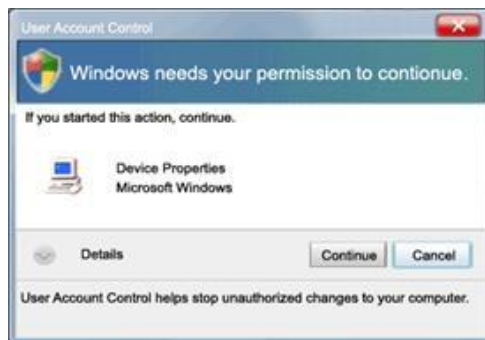 User Account Control
Windows needs your permission to contionue.
If you started this action, continue.
Device Properties
Microsoft Windows
Details
Continue
Cancel
User Account Control helps stop unauthorized changes to your computer.